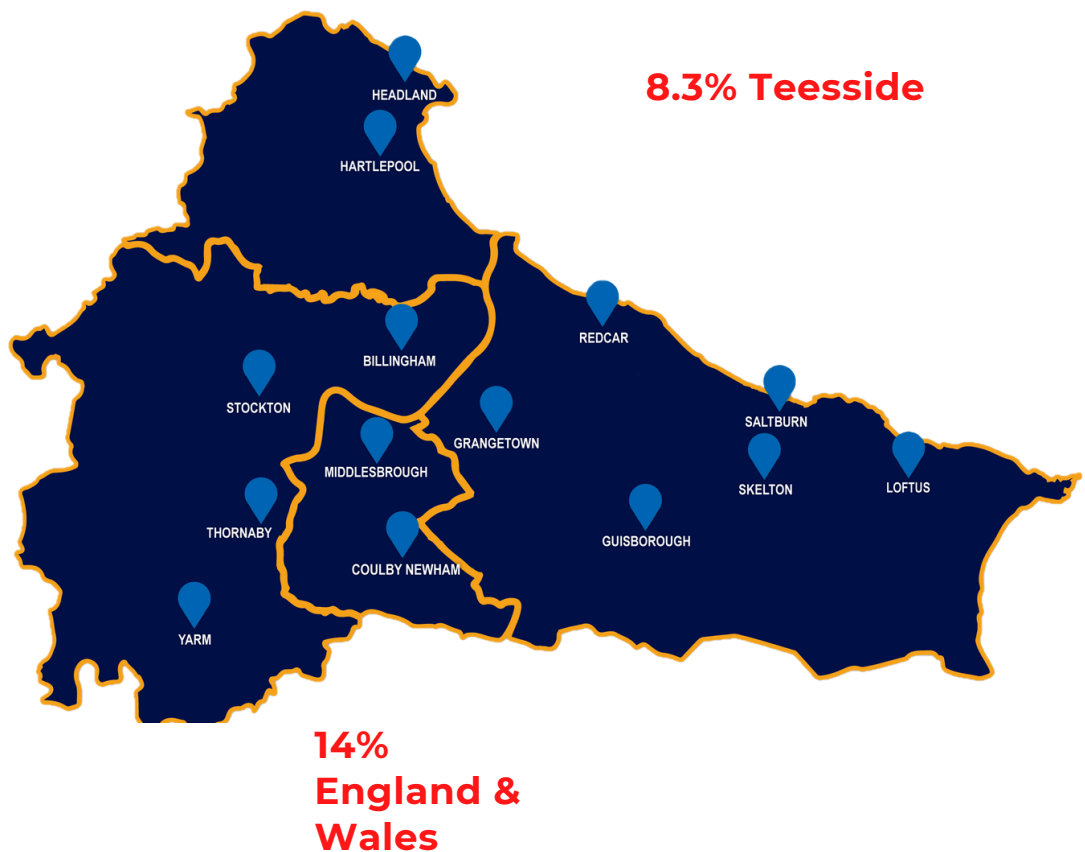 8.3% Teesside
HEADLAND
HARTLEPOOL
REDCAR
BILLINGHAM
STOCKTON
SALTBURN
GRANGETOWN
MIDDLESBROUGH
SKELTON
LOFTUS
THORNABY
GUISBOROUGH
COULBY NEWHAM
YARM
14%
England &
Wales